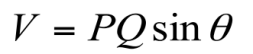 V = PQ sin θ